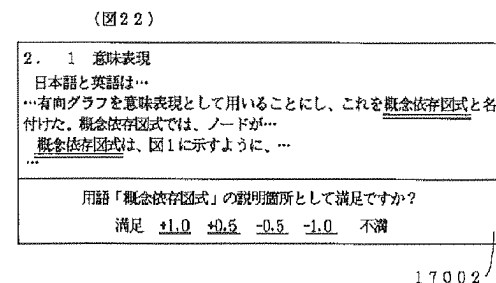 (図22)
2. 1 意味表現
日本語と英語は…
…有向グラフを意味表現として用いることにし、これを概念依存図式と名
付けた。概念依存図式では、ノードが…
概念依存図式は、図1に示すように、…
…
用語「概念依存図式」の説明箇所として満足ですか?
満足 +1.0 +0.5 -0.5 -1.0 不満
17002